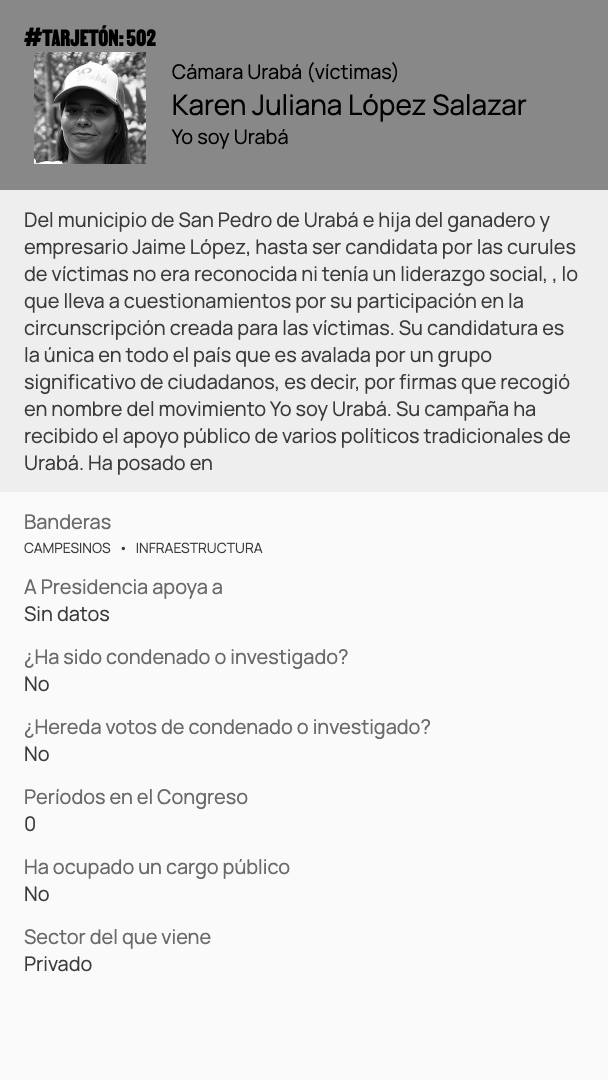 #TARJETÓN: 502
Cámara Urabá (víctimas)
Karen Juliana López Salazar
Yo soy Urabá
Del municipio de San Pedro de Urabá e hija del ganadero y
empresario Jaime López, hasta ser candidata por las curules
de víctimas no era reconocida ni tenía un liderazgo social, , lo
que lleva a cuestionamientos por su participación en la
circunscripción creada para las víctimas. Su candidatura es
la única en todo el país que es avalada por un grupo
significativo de ciudadanos, es decir, por firmas que recogió
en nombre del movimiento Yo soy Urabá. Su campaña ha
recibido el apoyo público de varios políticos tradicionales de
Urabá. Ha posado en
Banderas
CAMPESINOS • INFRAESTRUCTURA
A Presidencia apoya a
Sin datos
¿Ha sido condenado o investigado?
No
¿Hereda votos de condenado o investigado?
No
Períodos en el Congreso
0
Ha ocupado un cargo público
No
Sector del que viene
Privado